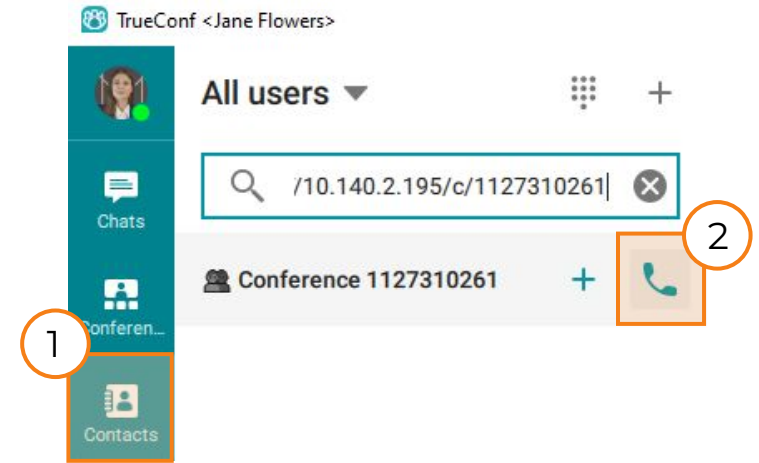 TrueConf <Jane Flowers>
All users
/10.140.2.195/c/1127310261
Chats
2
Conference 1127310261
Conferen...
1
Contacts